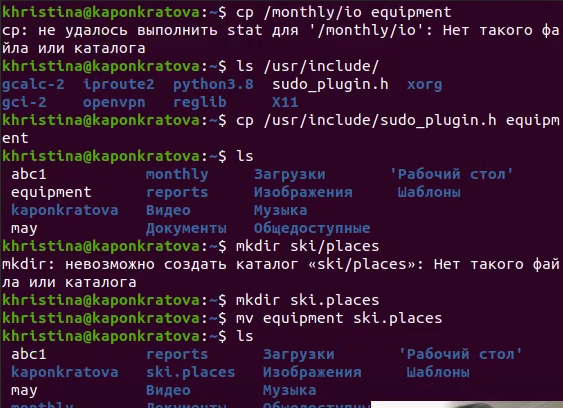 khristina@kaponkratova:~$ cp /monthly/io equipment
cp: не удалось выполнить stat для '/monthly/io': Нет такого фа
йла или каталога
khristina@kaponkratova:~$ ls /usr/include/
gcalc-2 iproute2 python3.8 sudo_plugin.h xorg
gci-2 openvpn reglib X11
khristina@kaponkratova:~$ cp /usr/include/sudo_plugin.h equipm
ent
khristina@kaponkratova:~$ ls
abc1 monthly Загрузки 'Рабочий стол'
equipment reports Изображения Шаблоны
kaponkratova Видео Музыка
may Документы Общедоступные
khristina@kaponkratova:~$ mkdir ski/places
mkdir: невозможно создать каталог «ski/places»: Нет такого фай
ла или каталога
khristina@kaponkratova:~$ mkdir ski.places
khristina@kaponkratova:~$ mv equipment ski.places
khristina@kaponkratova:~$ ls
abc1 reports Загрузки 'Рабочий стол'
kaponkratova ski.places Изображения Шаблоны
may Видео Музыка
monthly Документы Общедоступные